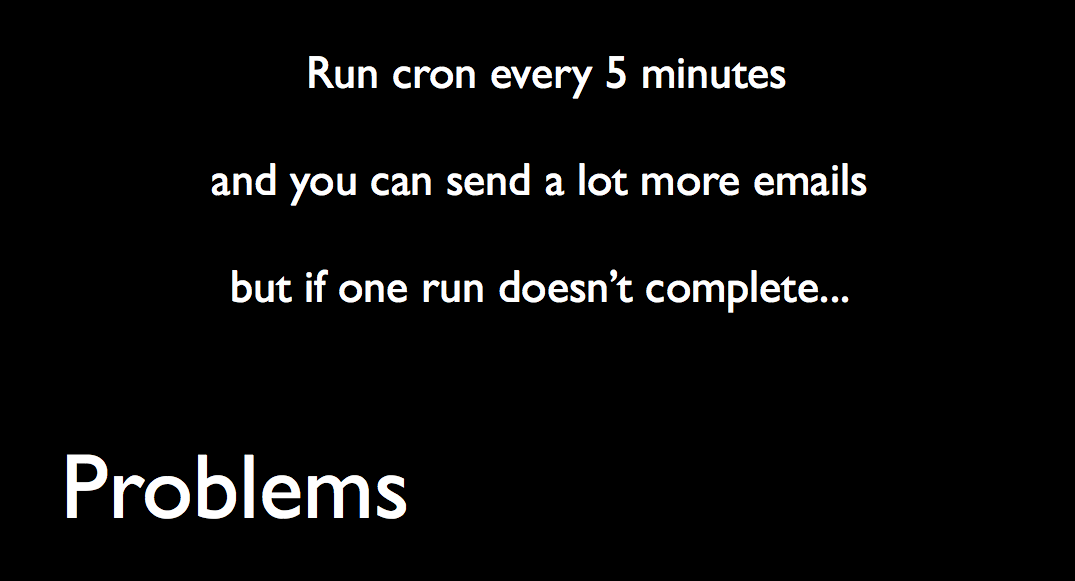 Run cron every 5 minutes
and you can send a lot more emails
but if one run doesn’t complete...
Problems